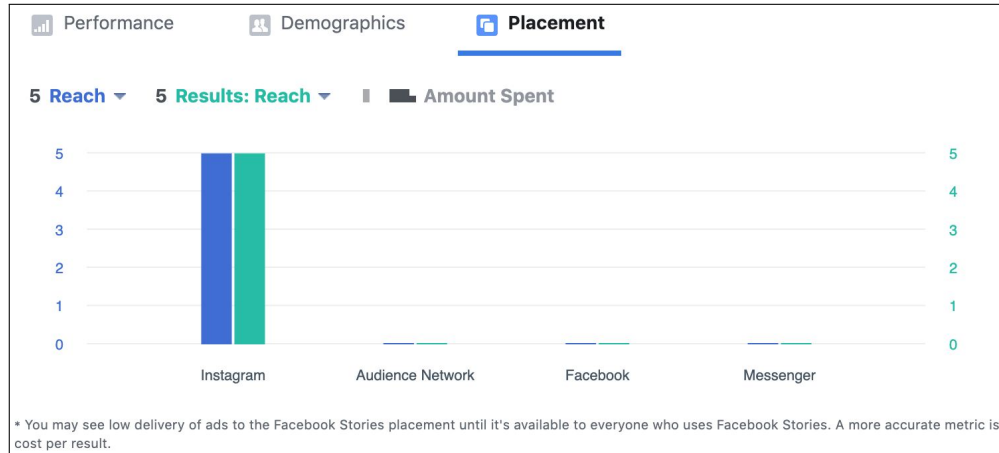 Performance Demographics Placement
5 Reach 5 Results: Reach Amount Spent
5 5
4 4
3 3
2 2
1 1
0 0
Instagram Audience Network Facebook Messenger
* You may see low delivery of ads to the Facebook Stories placement until it's available to everyone who uses Facebook Stories. A more accurate metric is
cost per result.